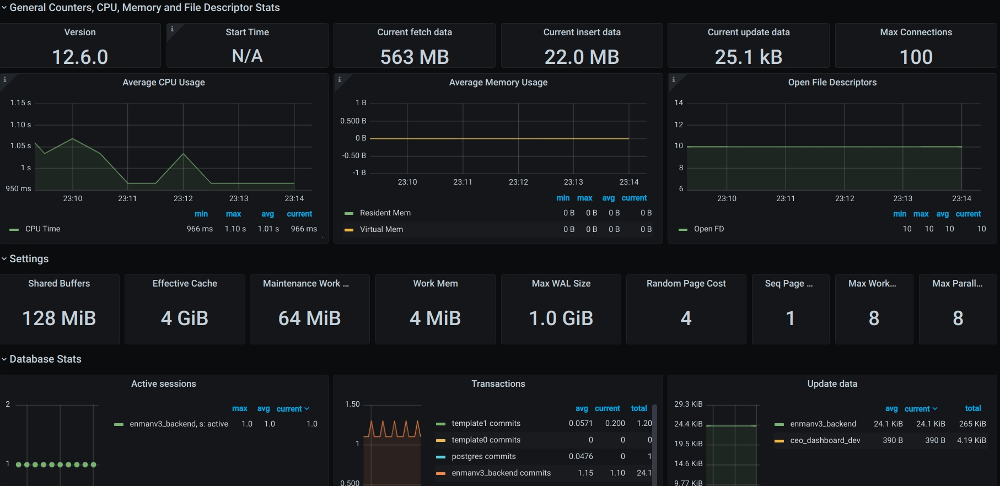 General Counters, CPU, Memory and File Descriptor Stats
Version
12.6.0
Start Time
N/A
Current fetch data
563 MB
Current insert data
22.0 MB
Current update data
25.1 kB
Max Connections
100
Average CPU Usage
1.15 s
1.10 s
1.05 s
1 s
950 ms
23:10 23:11 23:12 23:13 23:14
min max avg current
CPU Time 966 ms 1.10 s 1.01 s 966 ms
Average Memory Usage
1 B
0.500 B
0 B
-0.50 B
-1 B
23:10 23:11 23:12 23:13 23:14
min max avg current
Resident Mem 0 B 0 B 0 B 0 B
Virtual Mem 0 B 0 B 0 B 0 B
Open File Descriptors
14
12
10
8
6
23:10 23:11 23:12 23:13 23:14
min max avg current
Open FD 10 10 10 10
Settings
Shared Buffers
128 MiB
Effective Cache
4 GiB
Maintenance Work ...
64 MiB
Work Mem
4 MiB
Max WAL Size
1.0 GiB
Random Page Cost
4
Seq Page ...
1
Max Work...
8
Max Parall...
8
Database Stats
Active sessions
2
1
max avg current
enmanv3_backend, s: active 1.0 1.0 1.0
Transactions
1.50
1
0.500
avg current total
template1 commits 0.0571 0.200 1.20
template0 commits 0 0 0
postgres commits 0.0476 0 1
enmanv3_backend commits 1.15 1.10 24.1
Update data
29.3 KiB
24.4 KiB
19.5 KiB
14.6 KiB
9.77 KiB
avg current total
enmanv3_backend 24.1 KiB 24.1 KiB 265 KiB
ceo_dashboard_dev 390 B 390 B 4.19 KiB